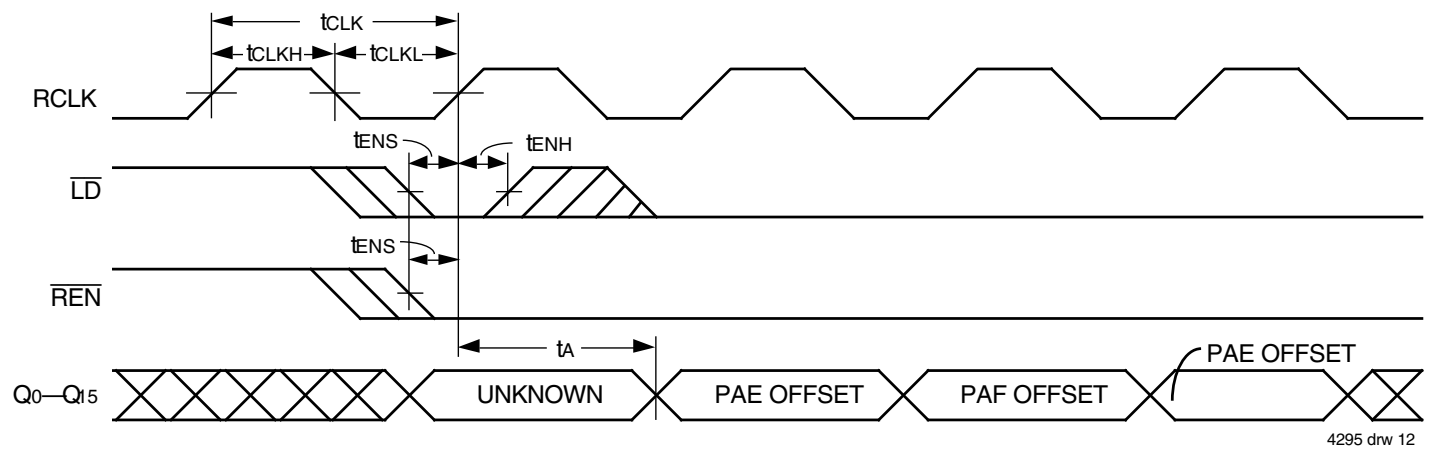 tCLK
tCLKH
tCLKL
RCLK
tENS
tENH
LD
tENS
REN
tA
PAE OFFSET
Q0—Q15
UNKNOWN
PAE OFFSET
PAF OFFSET
4295 drw 12